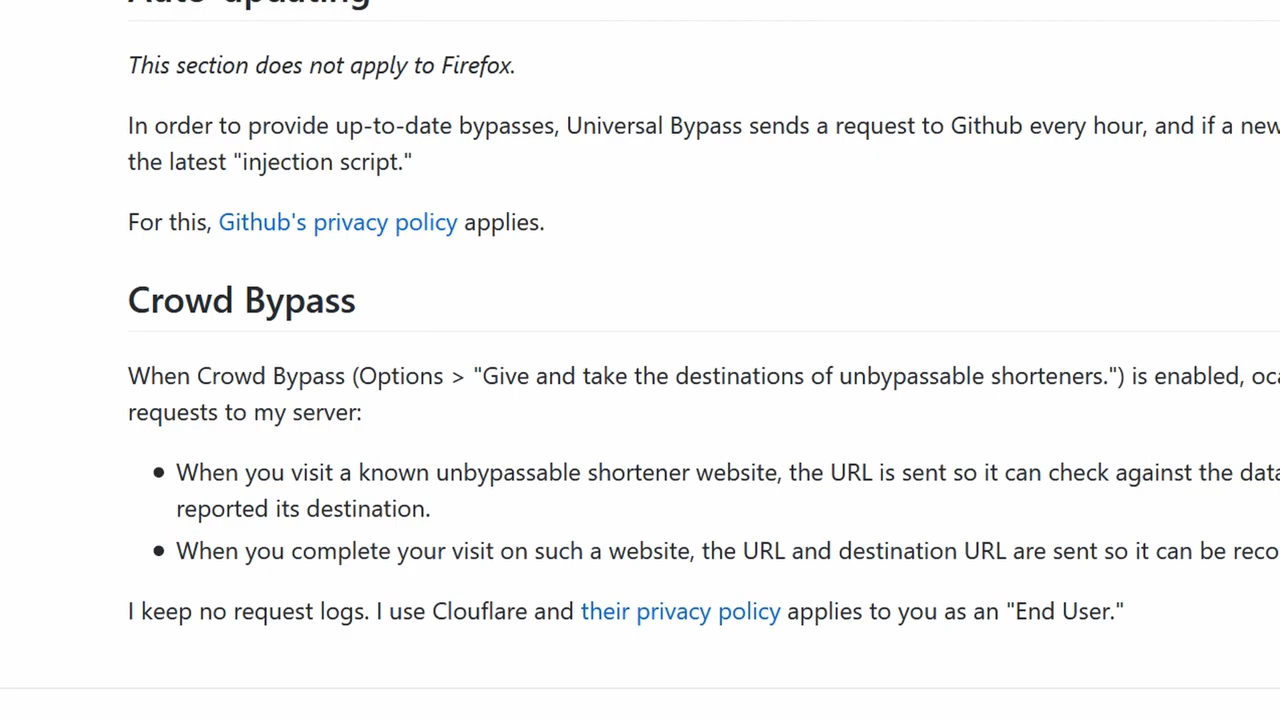 Auto-updating
This section does not apply to Firefox.
In order to provide up-to-date bypasses, Universal Bypass sends a request to Github every hour, and if a new
the latest "injection script."
For this, Github's privacy policy applies.
Crowd Bypass
When Crowd Bypass (Options > "Give and take the destinations of unbypassable shorteners.") is enabled,
requests to my server:
When you visit a known unbypassable shortener website, the URL is sent so it can check against the
reported its destination.
When you complete your visit on such a website, the URL and destination URL are sent so it can be
I keep no request logs. I use Clouflare and their privacy policy applies to you as an "End User."